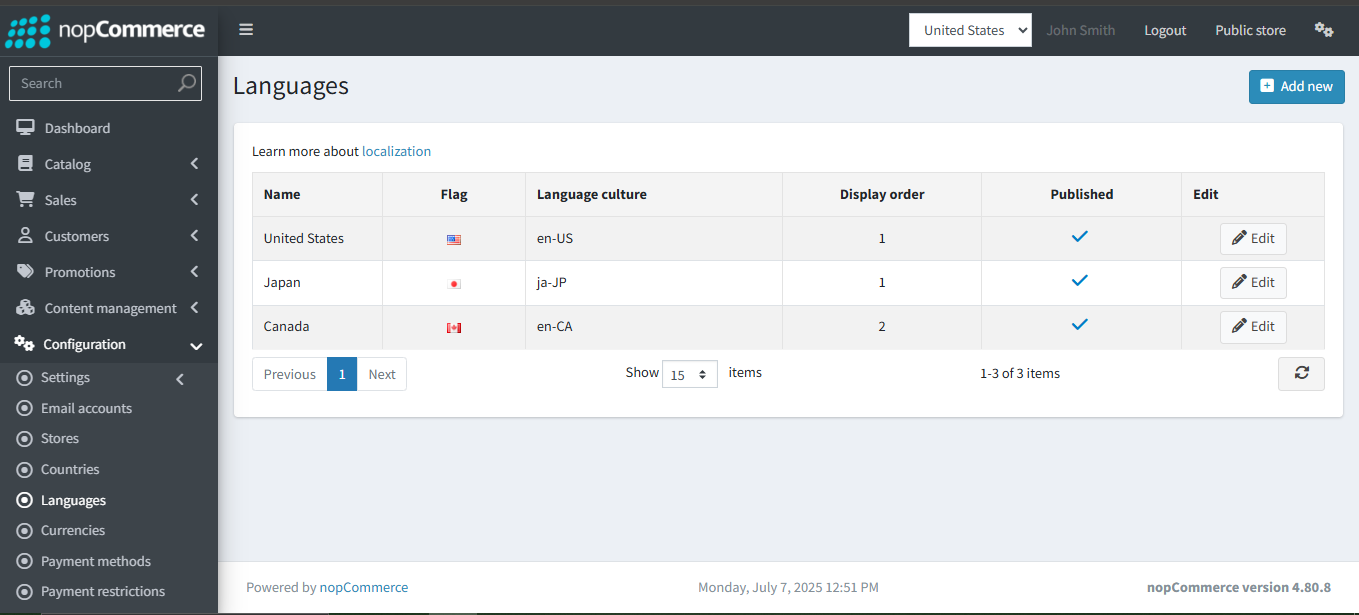 nopCommerce
United States John Smith Logout Public store
Search
Languages
Add new
Dashboard
Catalog
Sales
Customers
Promotions
Content management
Configuration
Settings
Email accounts
Stores
Countries
Languages
Currencies
Payment methods
Payment restrictions
Learn more about localization
Name Flag Language culture Display order Published Edit
United States en-US 1 Edit
Japan ja-JP 1 Edit
Canada en-CA 2 Edit
Previous 1 Next Show 15 items 1-3 of 3 items
Powered by nopCommerce Monday, July 7, 2025 12:51 PM nopCommerce version 4.80.8